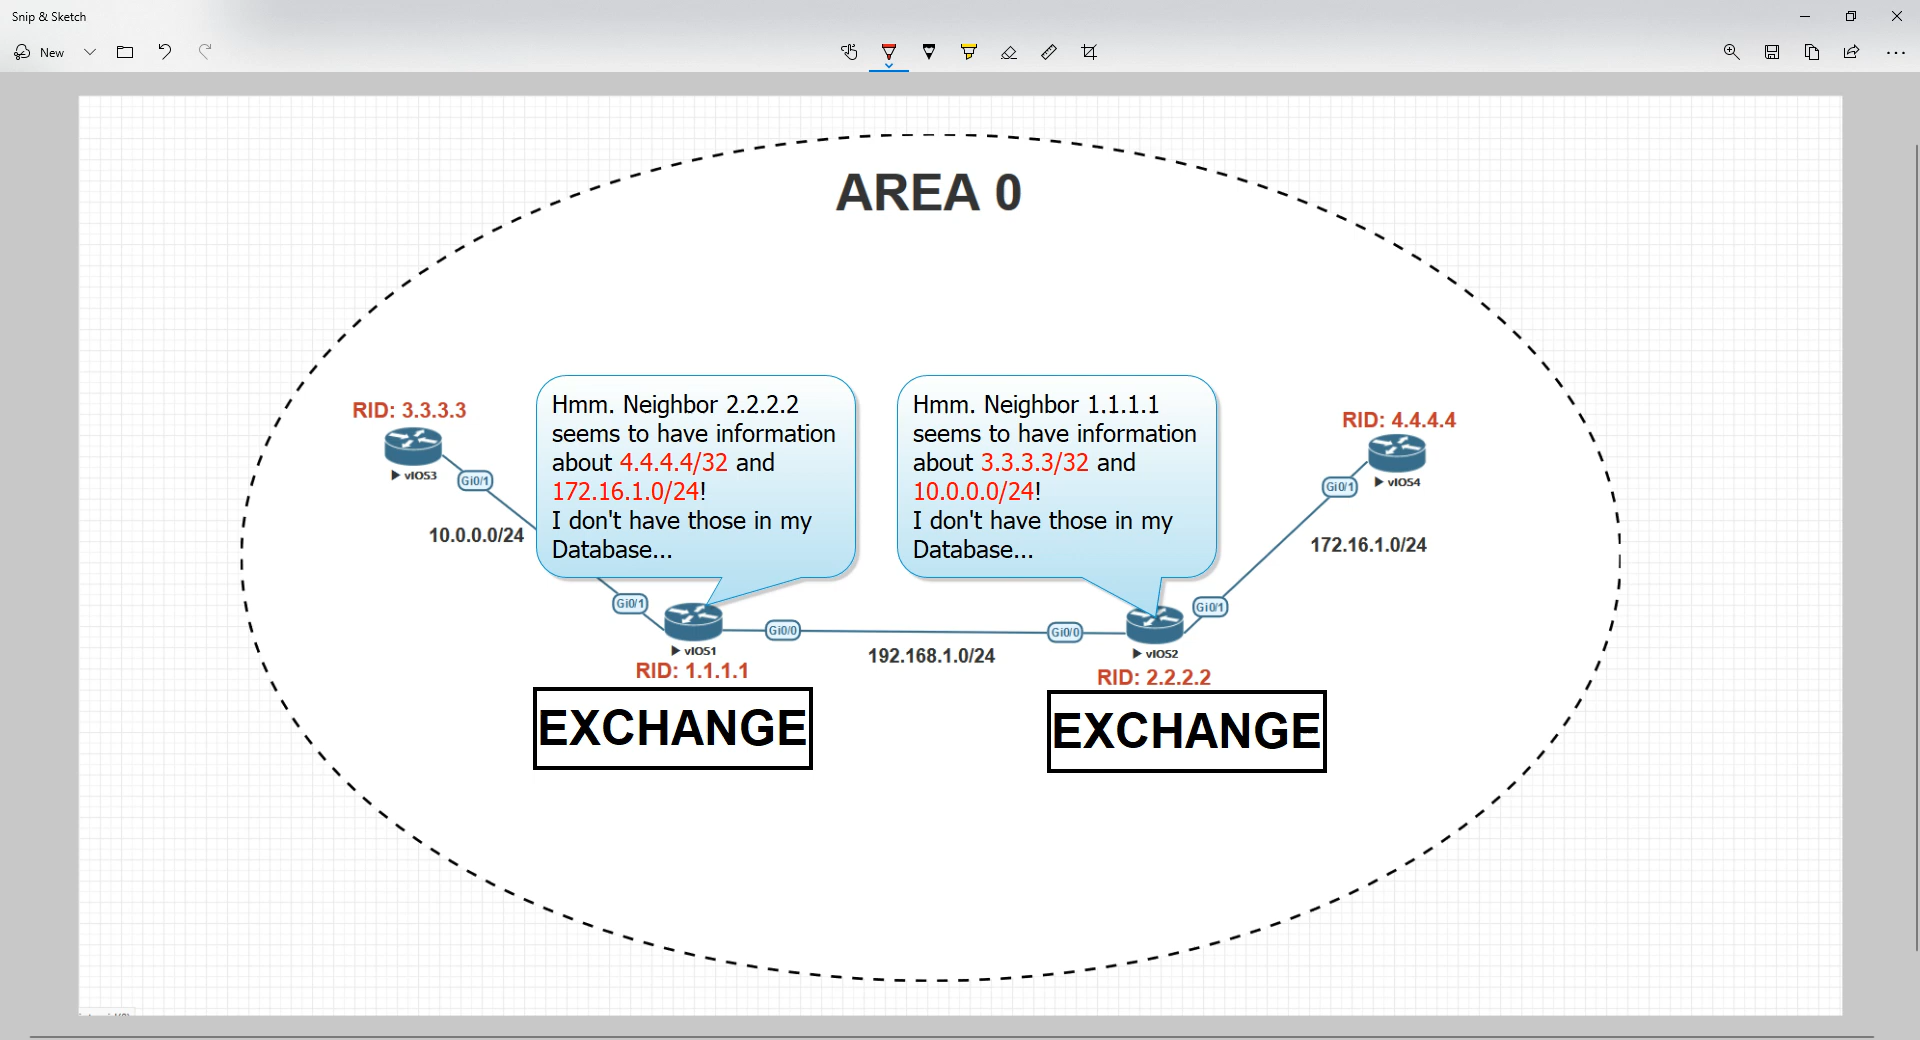 Snip & Sketch
New
AREA 0
RID: 3.3.3.3
vIOS3
Gi0/1
10.0.0.0/24
Hmm. Neighbor 2.2.2.2
seems to have information
about 4.4.4.4/32 and
172.16.1.0/24!
I don't have those in my
Database...
Hmm. Neighbor 1.1.1.1
seems to have information
about 3.3.3.3/32 and
10.0.0.0/24!
I don't have those in my
Database...
RID: 4.4.4.4
vIOS4
Gi0/1
172.16.1.0/24
Gi0/1
vIOS1
RID: 1.1.1.1
Gi0/0
192.168.1.0/24
Gi0/0
Gi0/1
vIOS2
RID: 2.2.2.2
EXCHANGE
EXCHANGE